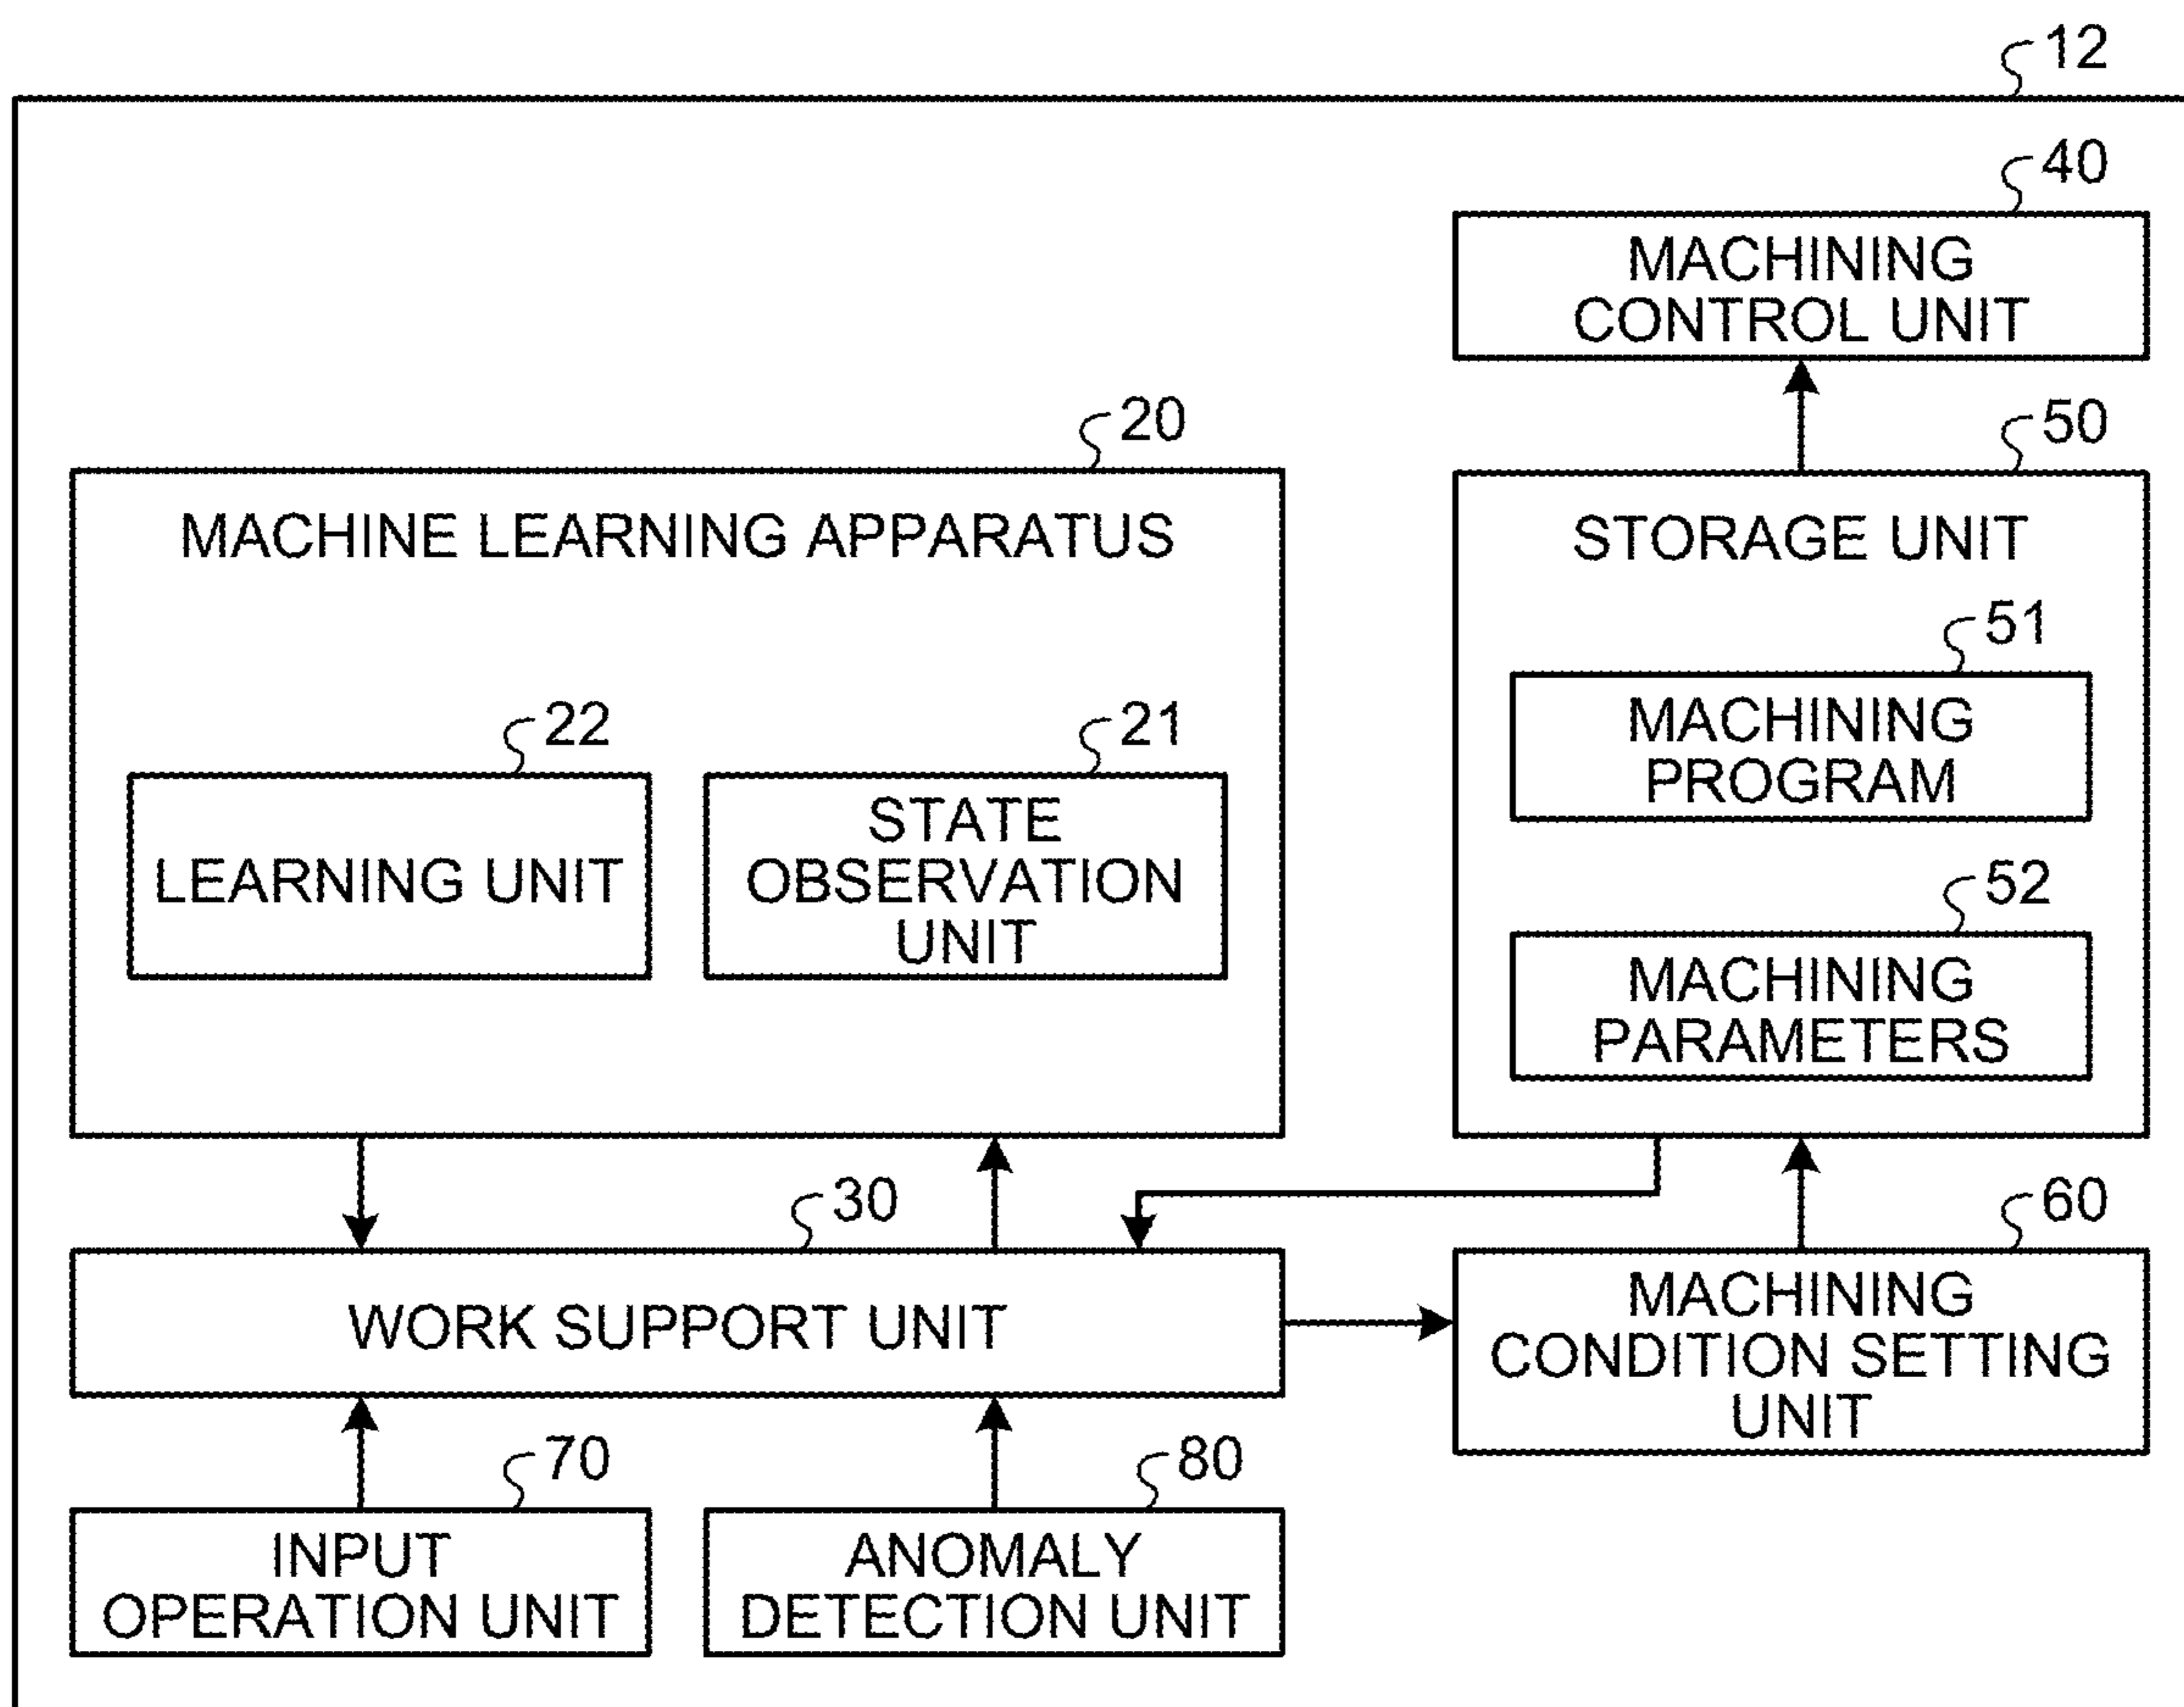 12
40
MACHINING
CONTROL UNIT
20
50
MACHINE LEARNING APPARATUS
STORAGE UNIT
51
MACHINING
PROGRAM
22
21
LEARNING UNIT
STATE
OBSERVATION
UNIT
52
MACHINING
PARAMETERS
30
60
WORK SUPPORT UNIT
MACHINING
CONDITION SETTING
UNIT
70
80
INPUT
OPERATION UNIT
ANOMALY
DETECTION UNIT